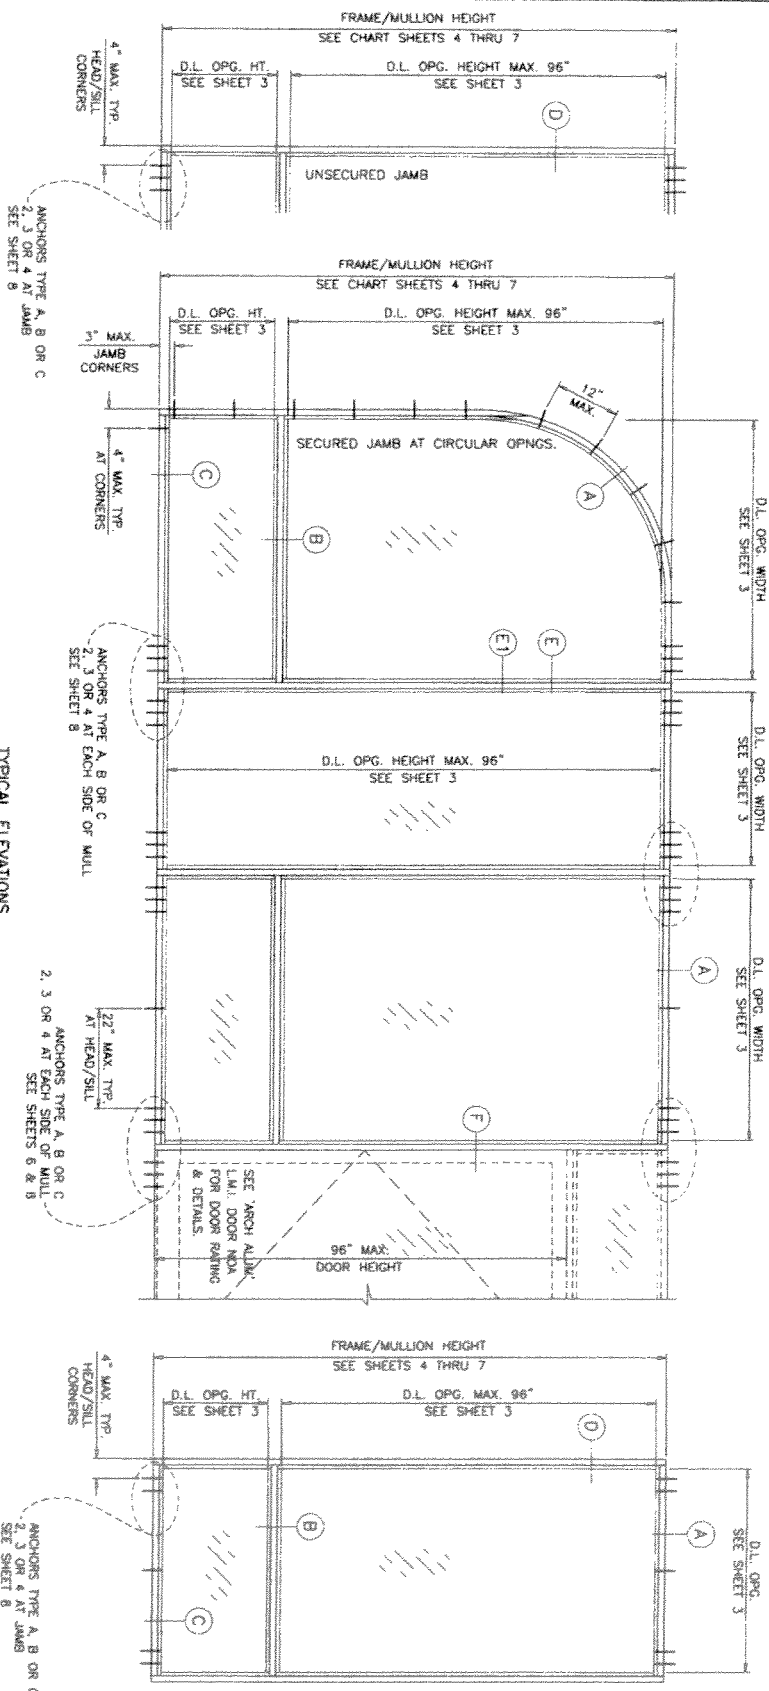 FRAME/MULLION HEIGHT
SEE CHART SHEETS 4 THRU 7
4" MAX. TYP.
HEAD/SILL
CORNERS
D.L. OPG. HT.
SEE SHEET 3
D.L. OPG. HEIGHT MAX. 96"
SEE SHEET 3
D
UNSECURED JAMB
ANCHORS TYPE A, B OR C
2, 3 OR 4 AT JAMB
SEE SHEET 8
FRAME/MULLION HEIGHT
SEE CHART SHEETS 4 THRU 7
D.L. OPG. HT.
SEE SHEET 3
D.L. OPG. HEIGHT MAX. 96"
SEE SHEET 3
3" MAX.
JAMB
CORNERS
12"
MAX.
SECURED JAMB AT CIRCULAR OPNGS.
4" MAX. TYP.
AT CORNERS
C
B
A
D.L. OPG. WIDTH
SEE SHEET 3
E1
E
ANCHORS TYPE A, B OR C
2, 3 OR 4 AT EACH SIDE OF MULL
SEE SHEET 8
D.L. OPG. WIDTH
SEE SHEET 3
D.L. OPG. HEIGHT MAX. 96"
SEE SHEET 3
TYPICAL ELEVATIONS
A
D.L. OPG. WIDTH
SEE SHEET 3
22" MAX. TYP.
AT HEAD/SILL
ANCHORS TYPE A, B OR C
2, 3 OR 4 AT EACH SIDE OF MULL
SEE SHEETS 6 & 8
F
SEE 'ARCH ALUM'
L.M.I. DOOR NOA
FOR DOOR RATING
& DETAILS.
96" MAX.
DOOR HEIGHT
FRAME/MULLION HEIGHT
SEE SHEETS 4 THRU 7
4" MAX. TYP.
HEAD/SILL
CORNERS
D.L. OPG. HT.
SEE SHEET 3
D.L. OPG. MAX. 96"
SEE SHEET 3
D
B
A
D.L. OPG.
SEE SHEET 3
C
ANCHORS TYPE A, B OR C
2, 3 OR 4 AT JAMB
SEE SHEET 8